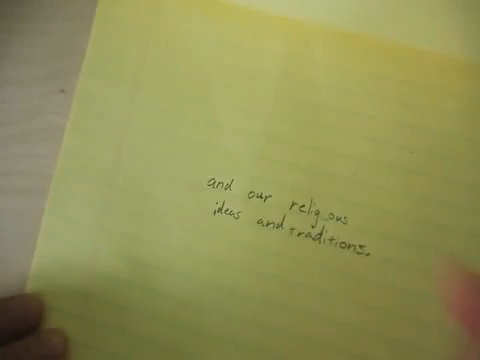 and our religious
ideas and traditions.